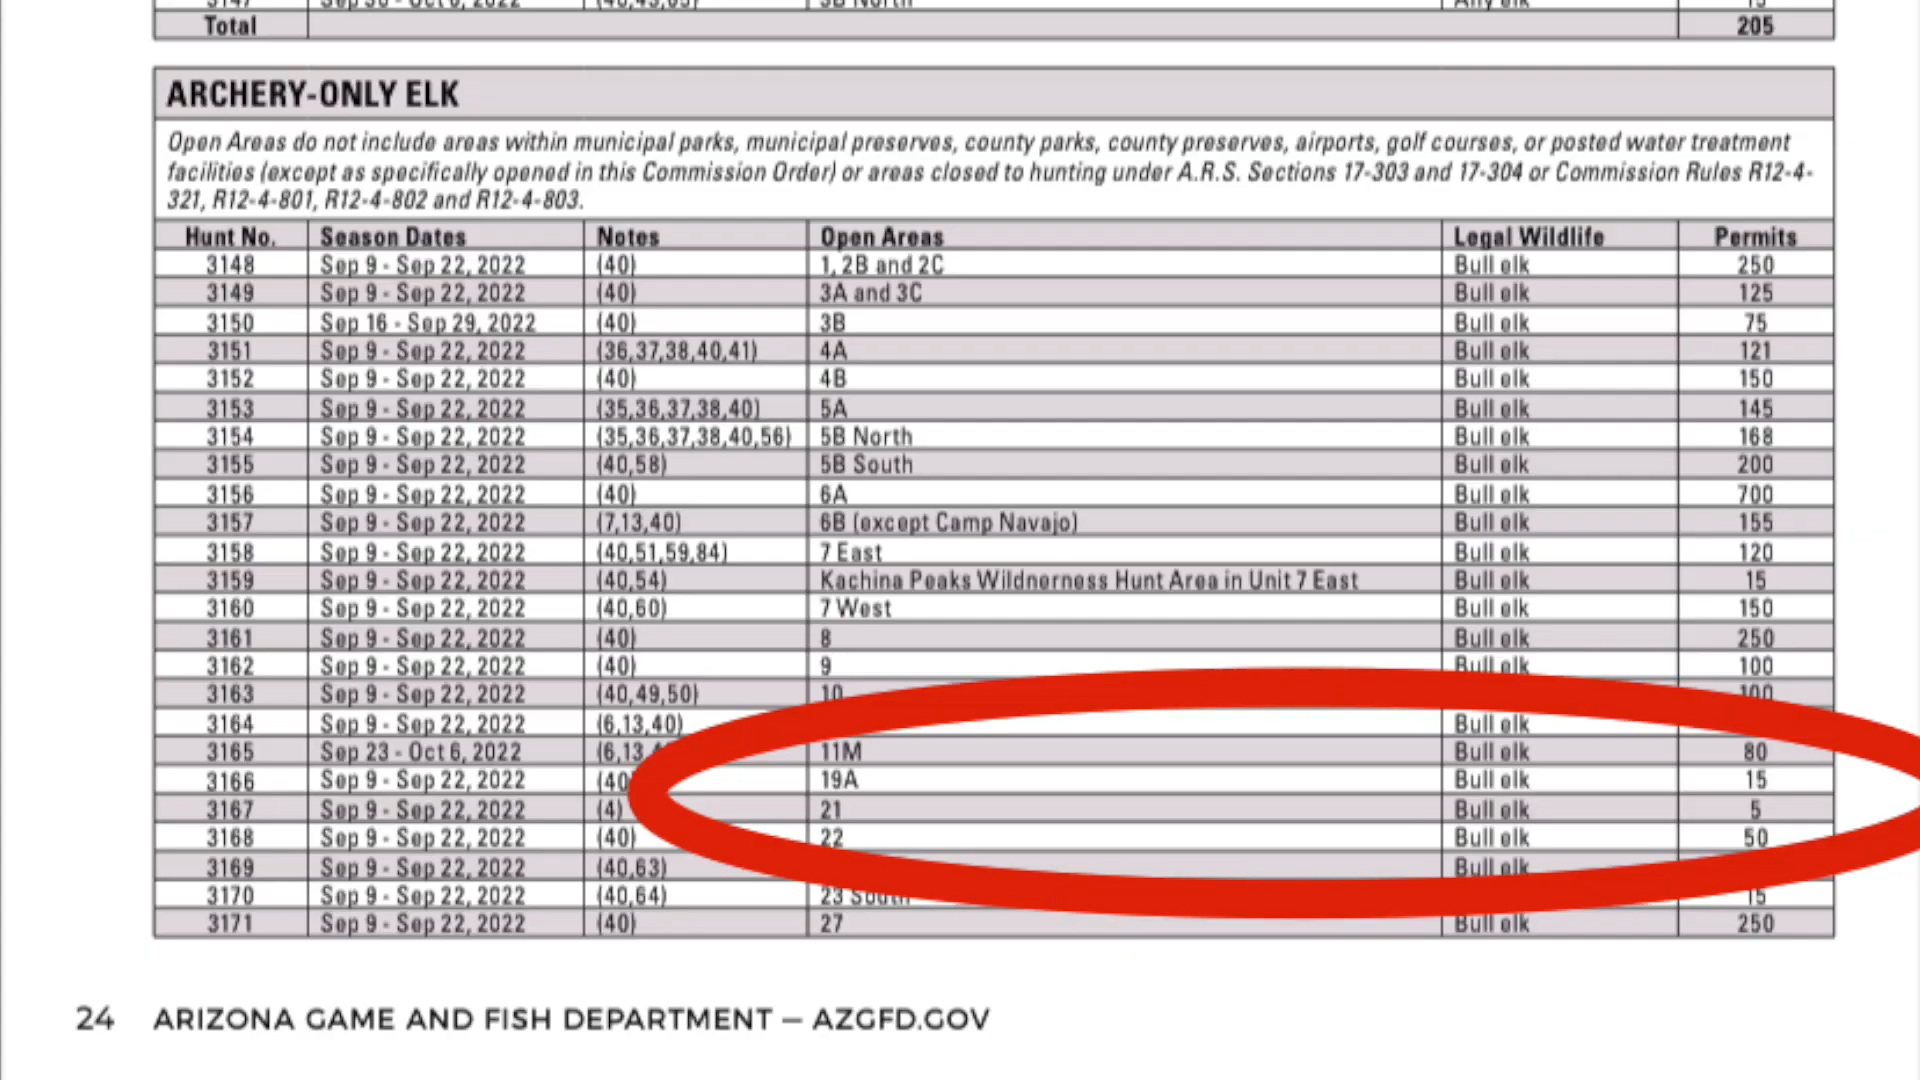 Total 205
ARCHERY-ONLY ELK
Open Areas do not include areas within municipal parks, municipal preserves, county parks, county preserves, airports, golf courses, or posted water treatment
facilities (except as specifically opened in this Commission Order) or areas closed to hunting under A.R.S. Sections 17-303 and 17-304 or Commission Rules R12-4-
321, R12-4-801, R12-4-802 and R12-4-803.
Hunt No. Season Dates Notes Open Areas Legal Wildlife Permits
3148 Sep 9 - Sep 22, 2022 (40) 1, 2B and 2C Bull elk 250
3149 Sep 9 - Sep 22, 2022 (40) 3A and 3C Bull elk 125
3150 Sep 16 - Sep 29, 2022 (40) 3B Bull elk 75
3151 Sep 9 - Sep 22, 2022 (36,37,38,40,41) 4A Bull elk 121
3152 Sep 9 - Sep 22, 2022 (40) 4B Bull elk 150
3153 Sep 9 - Sep 22, 2022 (35,36,37,38,40) 5A Bull elk 145
3154 Sep 9 - Sep 22, 2022 (35,36,37,38,40,56) 5B North Bull elk 168
3155 Sep 9 - Sep 22, 2022 (40,58) 5B South Bull elk 200
3156 Sep 9 - Sep 22, 2022 (40) 6A Bull elk 700
3157 Sep 9 - Sep 22, 2022 (7,13,40) 6B (except Camp Navajo) Bull elk 155
3158 Sep 9 - Sep 22, 2022 (40,51,59,84) 7 East Bull elk 120
3159 Sep 9 - Sep 22, 2022 (40,54) Kachina Peaks Wildnerness Hunt Area in Unit 7 East Bull elk 15
3160 Sep 9 - Sep 22, 2022 (40,60) 7 West Bull elk 150
3161 Sep 9 - Sep 22, 2022 (40) 8 Bull elk 250
3162 Sep 9 - Sep 22, 2022 (40) 9 Bull elk 100
3163 Sep 9 - Sep 22, 2022 (40,49,50) 10 100
3164 Sep 9 - Sep 22, 2022 (6,13,40) Bull elk
3165 Sep 23 - Oct 6, 2022 (6,13 11M Bull elk 80
3166 Sep 9 - Sep 22, 2022 (40 19A Bull elk 15
3167 Sep 9 - Sep 22, 2022 (4) 21 Bull elk 5
3168 Sep 9 - Sep 22, 2022 (40) 22 Bull elk 50
3169 Sep 9 - Sep 22, 2022 (40,63) Bull elk
3170 Sep 9 - Sep 22, 2022 (40,64) 23 South 15
3171 Sep 9 - Sep 22, 2022 (40) 27 Bull elk 250
24 ARIZONA GAME AND FISH DEPARTMENT — AZGFD.GOV